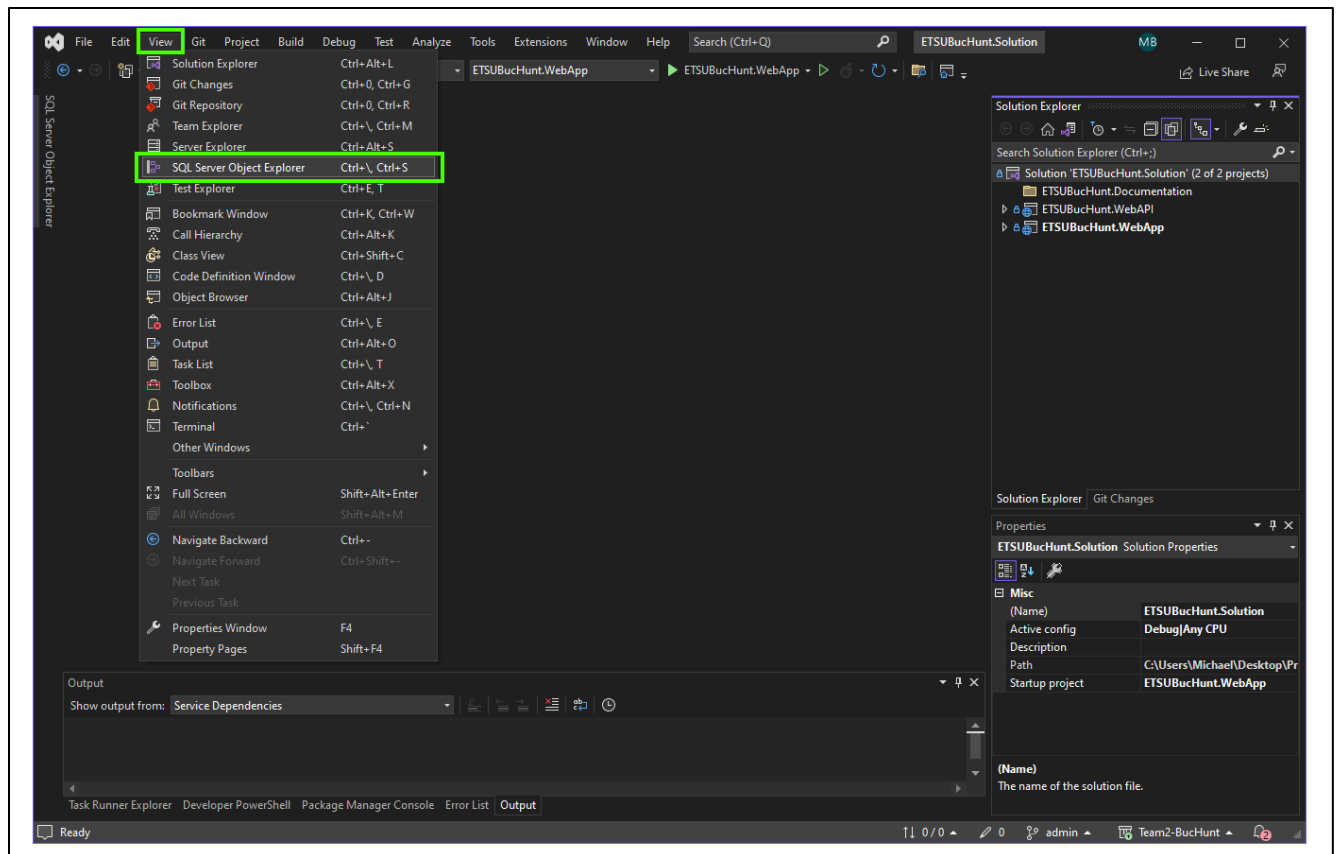 File Edit View Git Project Build Debug Test Analyze Tools Extensions Window Help Search (Ctrl+Q) ETSUBucHunt.Solution MB
ETSUBucHunt.WebApp ETSUBucHunt.WebApp Live Share
SQL Server Object Explorer
Solution Explorer Ctrl+Alt+L
Git Changes Ctrl+0, Ctrl+G
Git Repository Ctrl+0, Ctrl+R
Team Explorer Ctrl+\, Ctrl+M
Server Explorer Ctrl+Alt+S
SQL Server Object Explorer Ctrl+\, Ctrl+S
Test Explorer Ctrl+E, T
Bookmark Window Ctrl+K, Ctrl+W
Call Hierarchy Ctrl+Alt+K
Class View Ctrl+Shift+C
Code Definition Window Ctrl+\, D
Object Browser Ctrl+Alt+J
Error List Ctrl+\, E
Output Ctrl+Alt+O
Task List Ctrl+\, T
Toolbox Ctrl+Alt+X
Notifications Ctrl+\, Ctrl+N
Terminal Ctrl+`
Other Windows
Toolbars
Full Screen Shift+Alt+Enter
All Windows Shift+Alt+M
Navigate Backward Ctrl+-
Navigate Forward Ctrl+Shift+-
Next Task
Previous Task
Properties Window F4
Property Pages Shift+F4
Solution Explorer
Search Solution Explorer (Ctrl+;)
Solution 'ETSUBucHunt.Solution' (2 of 2 projects)
ETSUBucHunt.Documentation
ETSUBucHunt.WebAPI
ETSUBucHunt.WebApp
Solution Explorer Git Changes
Properties
ETSUBucHunt.Solution Solution Properties
Misc
(Name) ETSUBucHunt.Solution
Active config Debug|Any CPU
Description
Path C:\Users\Michael\Desktop\Pr
Startup project ETSUBucHunt.WebApp
(Name)
The name of the solution file.
Output
Show output from: Service Dependencies
Task Runner Explorer Developer PowerShell Package Manager Console Error List Output
Ready 0 / 0 0 admin Team2-BucHunt 2